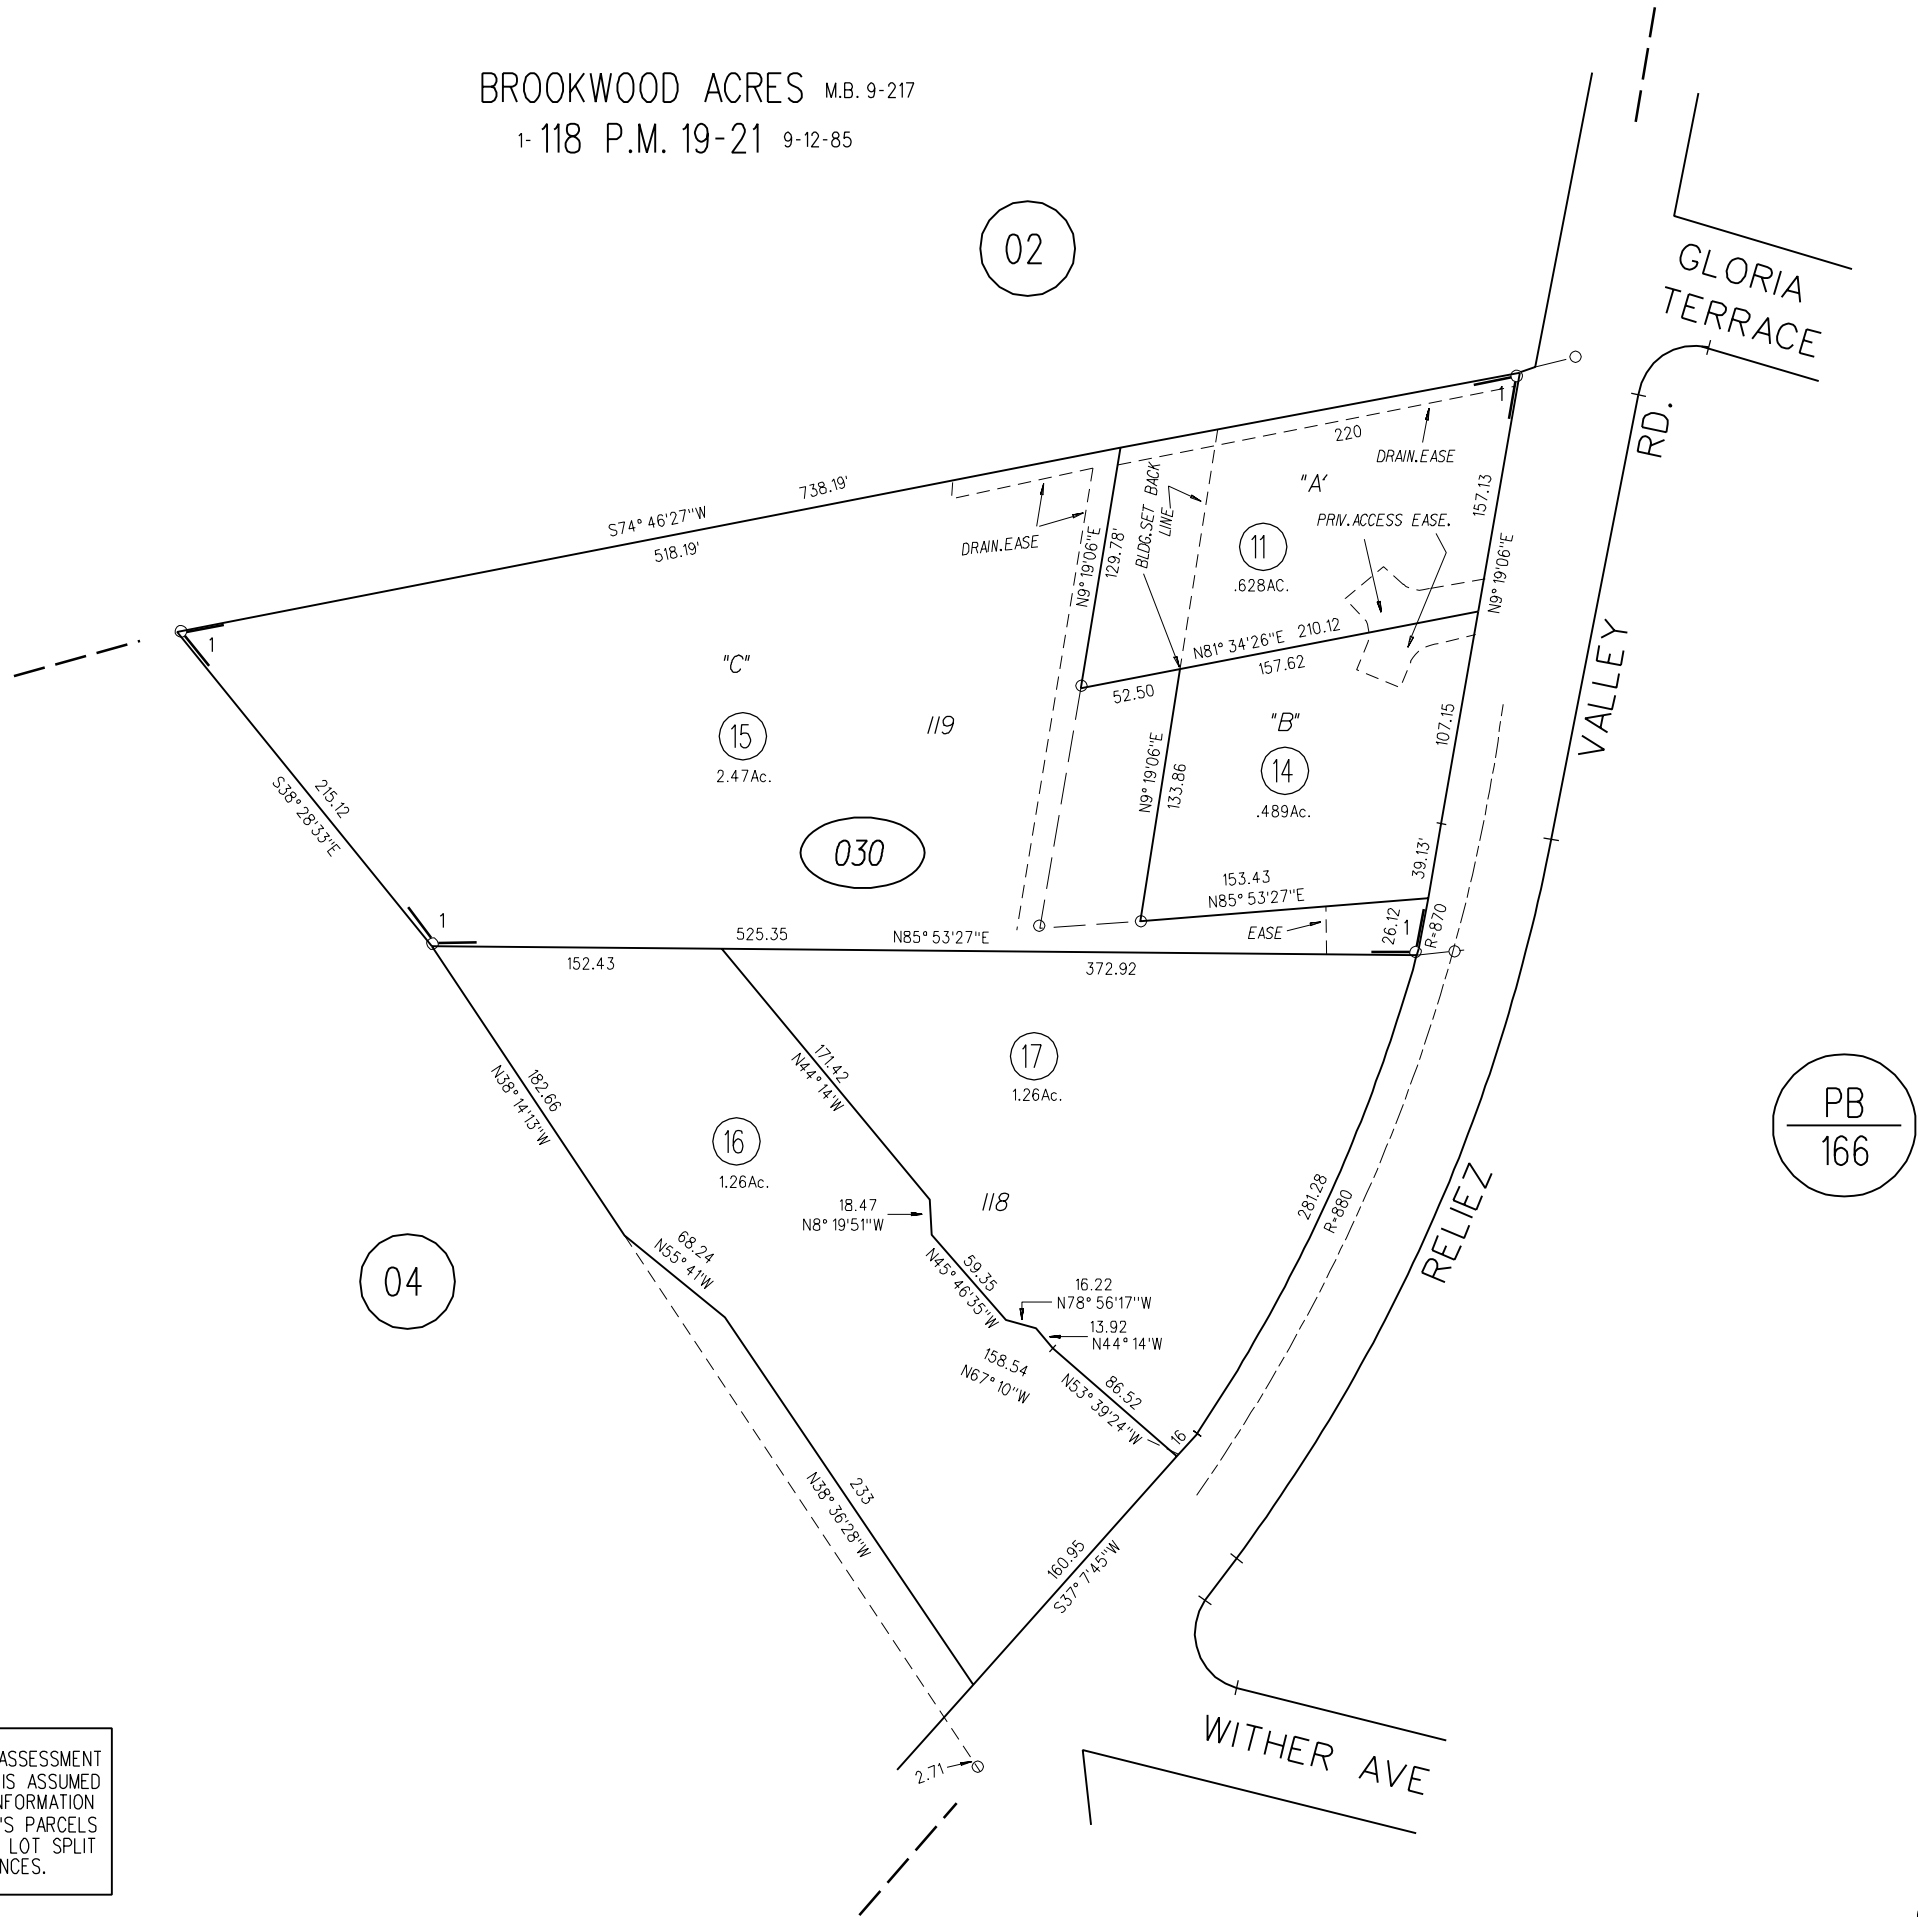 BROOKWOOD ACRES M.B. 9-217
1- 118 P.M. 19-21 9-12-85
02
GLORIA
TERRACE
RD.
VALLEY
RELIEZ
1
220
DRAIN.EASE
"A"
157.13
PRIV.ACCESS EASE.
11
.628AC.
BLDG.SET BACK
LINE
738.19'
S74° 46'27"W
518.19'
DRAIN.EASE
N9° 19'06"E
129.78'
N9° 19'06"E
N81° 34'26"E 210.12
157.62
52.50
1
"C"
15
2.47Ac.
119
"B"
14
.489Ac.
107.15
N9° 19'06"E
133.86
215.12
S38° 28'33"E
030
39.13'
153.43
N85° 53'27"E
26.12
1
R=870
EASE
1
525.35
N85° 53'27"E
152.43
372.92
17
1.26Ac.
171.42
N44° 14'W
182.66
N38° 14'13"W
16
1.26Ac.
PB
166
118
18.47
N8° 19'51"W
281.28
R=880
68.24
N55° 41'W
59.35
N45° 46'35"W
04
16.22
N78° 56'17"W
13.92
N44° 14'W
158.54
N67° 10"W
86.52
N53° 39'24"W
16
233
N38° 36'28"W
160.95
S37° 7'45"W
WITHER AVE
2.71
ASSESSMENT
IS ASSUMED
NFORMATION
'S PARCELS
LOT SPLIT
NCES.